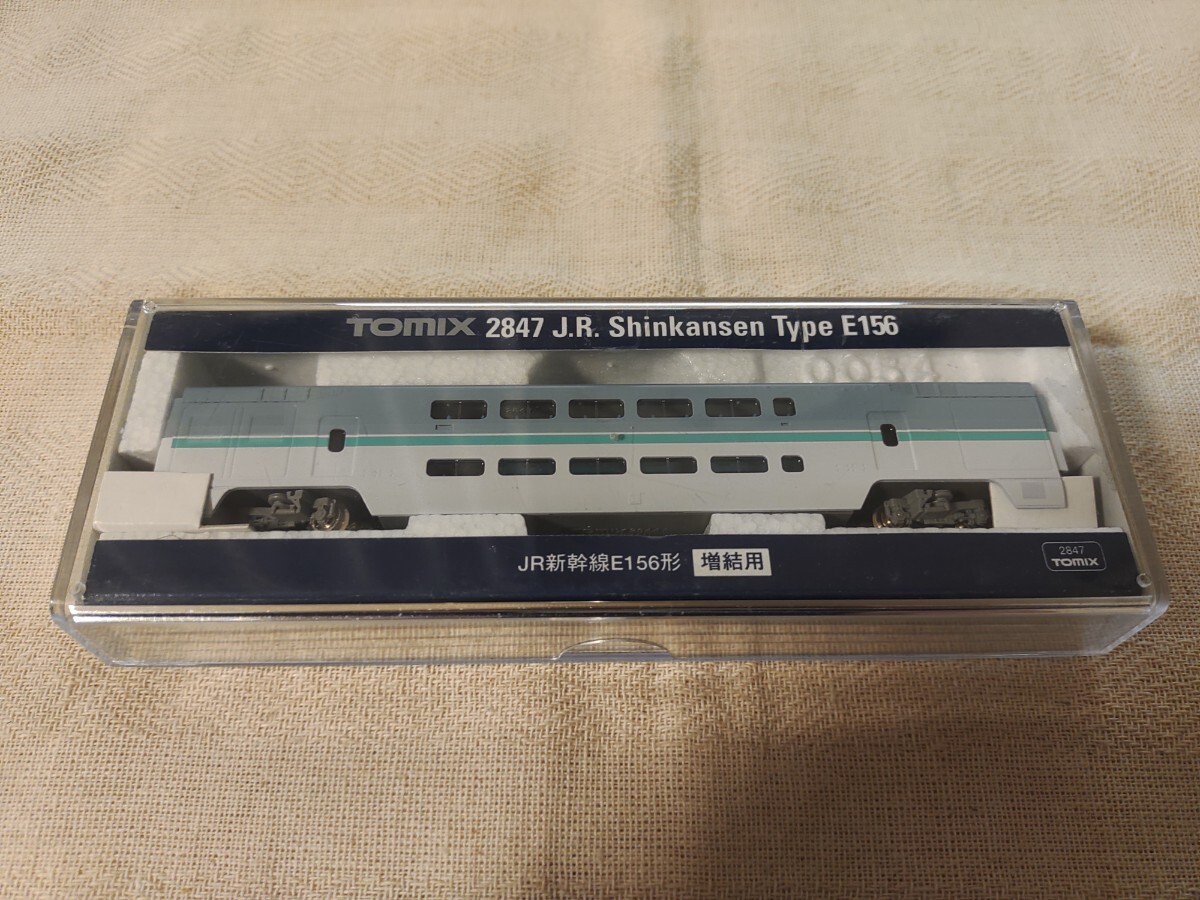 TOMIX 2847 J.R. Shinkansen Type E156
0034
JR新幹線E156形 増結用
2847
TOMIX